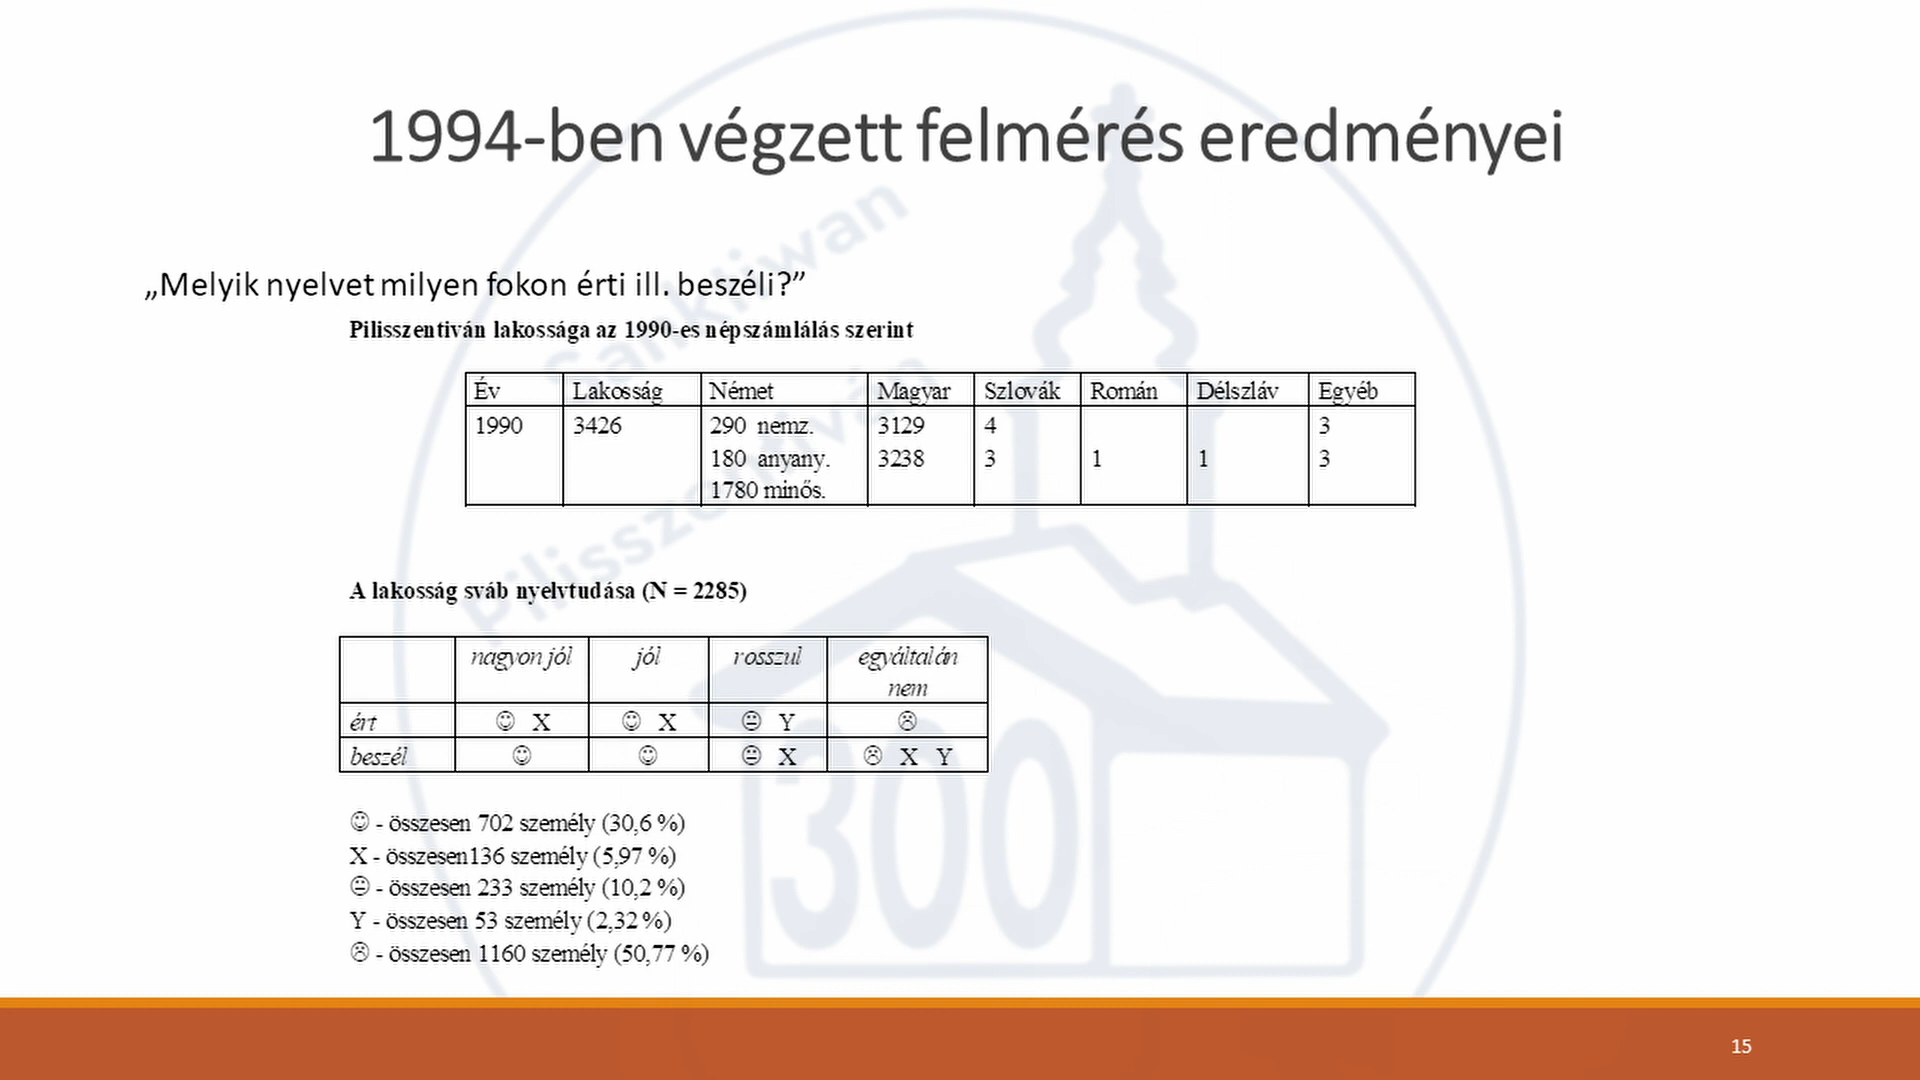 1994-ben végzett felmérés eredményei
„Melyik nyelvet milyen fokon érti ill. beszéli?”
Pilisszentiván lakossága az 1990-es népszámlálás szerint
Év Lakosság Német Magyar Szlovák Román Délszláv Egyéb
1990 3426 290 nemz. 3129 4 3
180 anyany. 3238 3 1 1 3
1780 minős.
A lakosság sváb nyelvtudása (N = 2285)
nagyon jól jól rosszul egyáltalán
nem
ért ☺ X ☺ X 😐 Y ☹
beszél ☺ ☺ 😐 X ☹ X Y
☺ - összesen 702 személy (30,6 %)
X - összesen136 személy (5,97 %)
😐 - összesen 233 személy (10,2 %)
Y - összesen 53 személy (2,32 %)
☹ - összesen 1160 személy (50,77 %)
Sanktiwan
Pilisszentiván
300
15